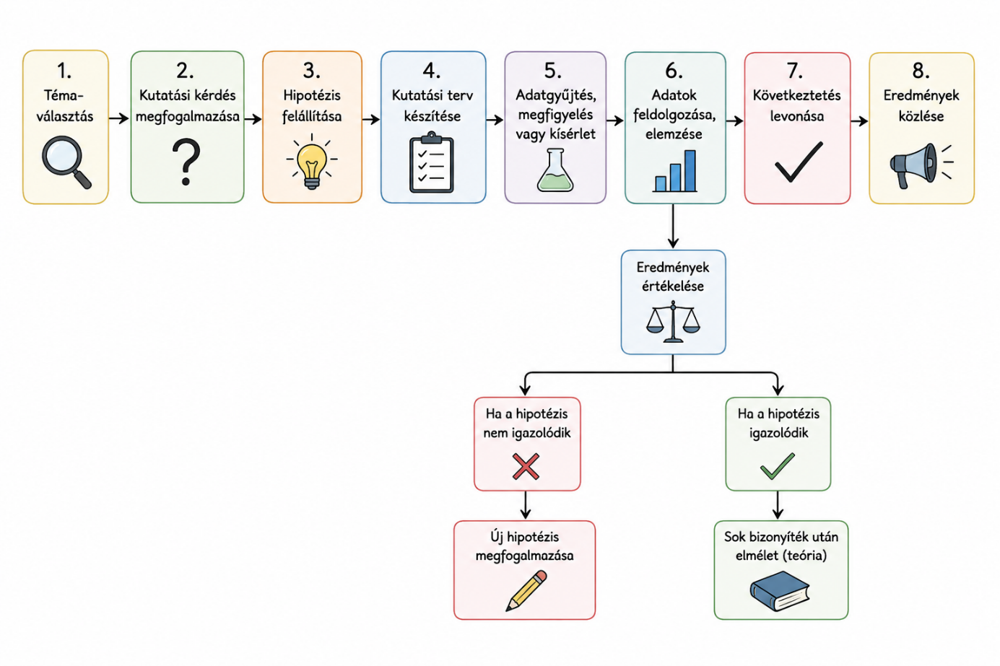 1.
Téma-
választás
2.
Kutatási kérdés
megfogalmazása
3.
Hipotézis
felállítása
4.
Kutatási terv
készítése
5.
Adatgyűjtés,
megfigyelés
vagy kísérlet
6.
Adatok
feldolgozása,
elemzése
7.
Következtetés
levonása
8.
Eredmények
közlése
Eredmények
értékelése
Ha a hipotézis
nem igazolódik
Ha a hipotézis
igazolódik
Új hipotézis
megfogalmazása
Sok bizonyíték után
elmélet (teória)